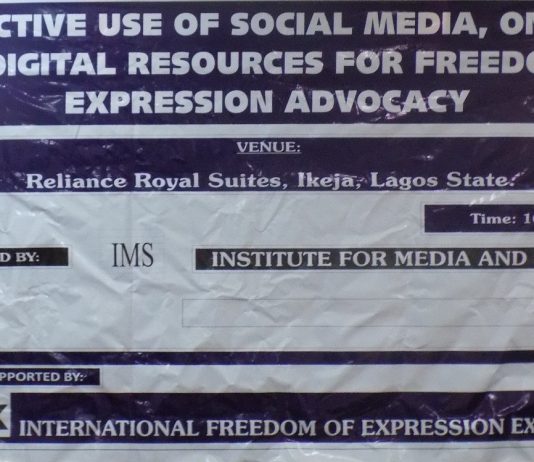 CTIVE USE OF SOCIAL MEDIA, ON
DIGITAL RESOURCES FOR FREEDO
EXPRESSION ADVOCACY
VENUE:
Reliance Royal Suites, Ikeja, Lagos State.
Time: 1
D BY:
IMS INSTITUTE FOR MEDIA AND
PPORTED BY:
X INTERNATIONAL FREEDOM OF EXPRESSION EX